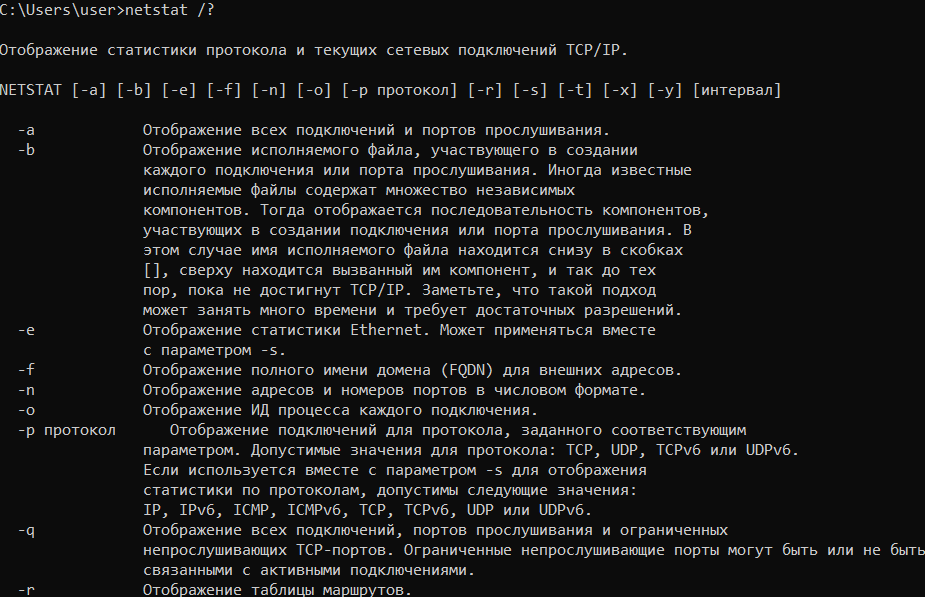 C:\Users\user>netstat /?
Отображение статистики протокола и текущих сетевых подключений TCP/IP.
NETSTAT [-a] [-b] [-e] [-f] [-n] [-o] [-p протокол] [-r] [-s] [-t] [-x] [-y] [интервал]
-a Отображение всех подключений и портов прослушивания.
-b Отображение исполняемого файла, участвующего в создании
каждого подключения или порта прослушивания. Иногда известные
исполняемые файлы содержат множество независимых
компонентов. Тогда отображается последовательность компонентов,
участвующих в создании подключения или порта прослушивания. В
этом случае имя исполняемого файла находится снизу в скобках
[], сверху находится вызванный им компонент, и так до тех
пор, пока не достигнут TCP/IP. Заметьте, что такой подход
может занять много времени и требует достаточных разрешений.
-e Отображение статистики Ethernet. Может применяться вместе
с параметром -s.
-f Отображение полного имени домена (FQDN) для внешних адресов.
-n Отображение адресов и номеров портов в числовом формате.
-o Отображение ИД процесса каждого подключения.
-p протокол Отображение подключений для протокола, заданного соответствующим
параметром. Допустимые значения для протокола: TCP, UDP, TCPv6 или UDPv6.
Если используется вместе с параметром -s для отображения
статистики по протоколам, допустимы следующие значения:
IP, IPv6, ICMP, ICMPv6, TCP, TCPv6, UDP или UDPv6.
-q Отображение всех подключений, портов прослушивания и ограниченных
непрослушивающих TCP-портов. Ограниченные непрослушивающие порты могут быть или не быть
связанными с активными подключениями.
-r Отображение таблицы маршрутов.